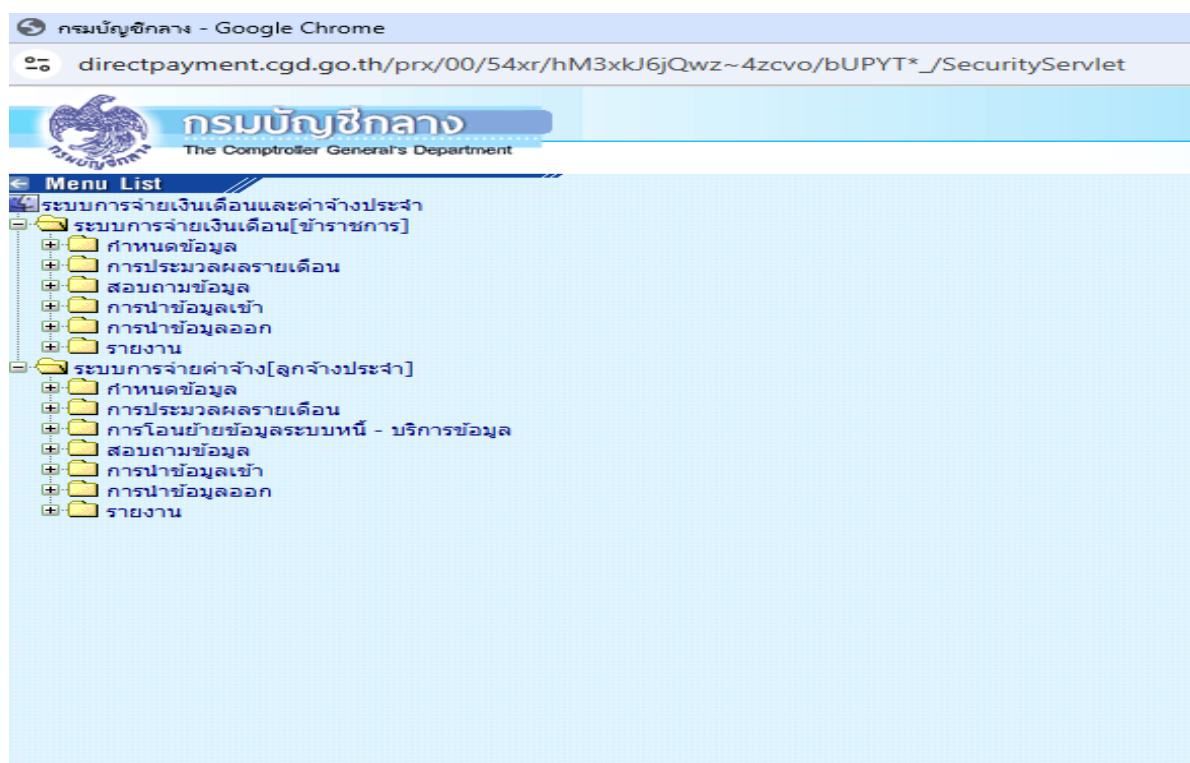 กรมบัญชีกลาง - Google Chrome
directpayment.cgd.go.th/prx/00/54xr/hM3xkJ6jQwz~4zcvo/bUPYT*_/SecurityServlet
กรมบัญชีกลาง
The Comptroller General's Department
กรมบัญชีกลาง
Menu List
ระบบการจ่ายเงินเดือนและค่าจ้างประจำ
ระบบการจ่ายเงินเดือน[ข้าราชการ]
กำหนดข้อมูล
การประมวลผลรายเดือน
สอบถามข้อมูล
การนำข้อมูลเข้า
การนำข้อมูลออก
รายงาน
ระบบการจ่ายค่าจ้าง[ลูกจ้างประจำ]
กำหนดข้อมูล
การประมวลผลรายเดือน
การโอนย้ายข้อมูลระบบหนี้ - บริการข้อมูล
สอบถามข้อมูล
การนำข้อมูลเข้า
การนำข้อมูลออก
รายงาน